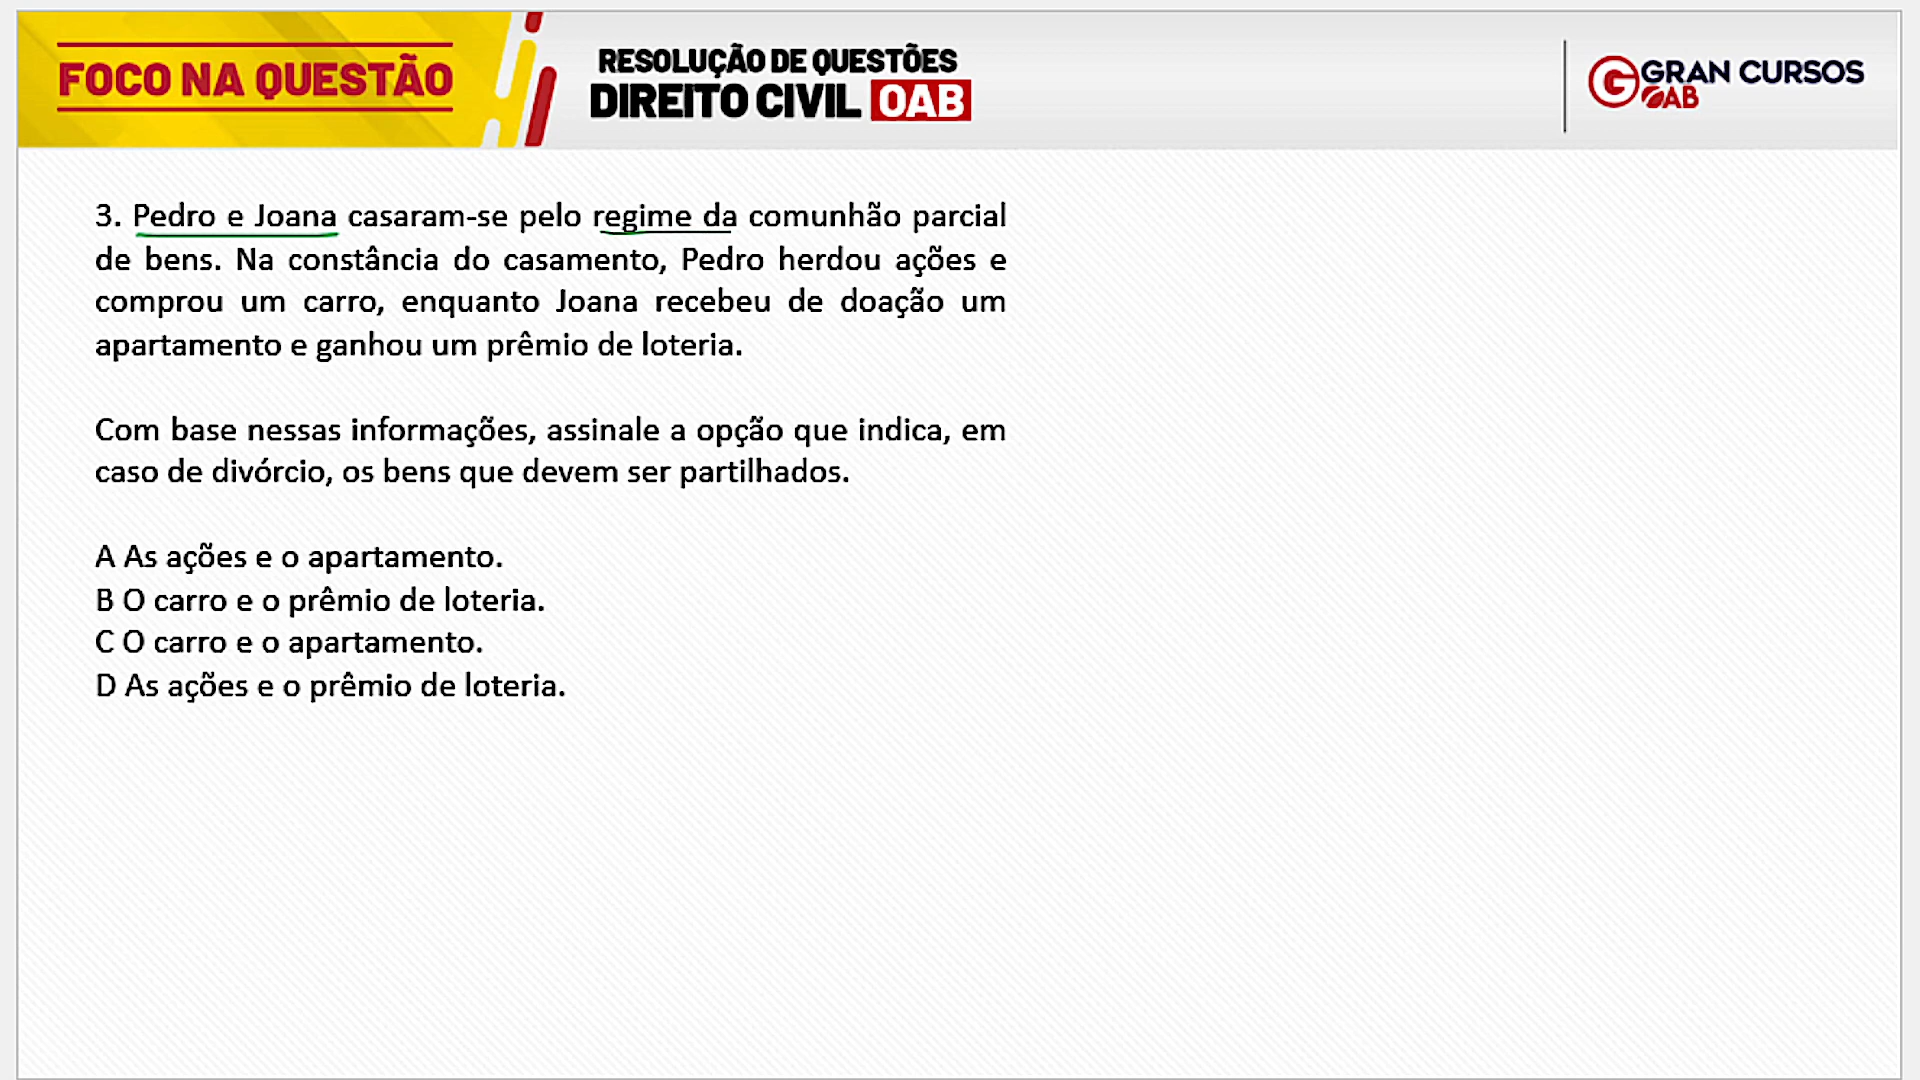 FOCO NA QUESTÃO
RESOLUÇÃO DE QUESTÕES
DIREITO CIVIL OAB
GRAN CURSOS
OAB
3. Pedro e Joana casaram-se pelo regime da comunhão parcial
de bens. Na constância do casamento, Pedro herdou ações e
comprou um carro, enquanto Joana recebeu de doação um
apartamento e ganhou um prêmio de loteria.
Com base nessas informações, assinale a opção que indica, em
caso de divórcio, os bens que devem ser partilhados.
A As ações e o apartamento.
B O carro e o prêmio de loteria.
C O carro e o apartamento.
D As ações e o prêmio de loteria.